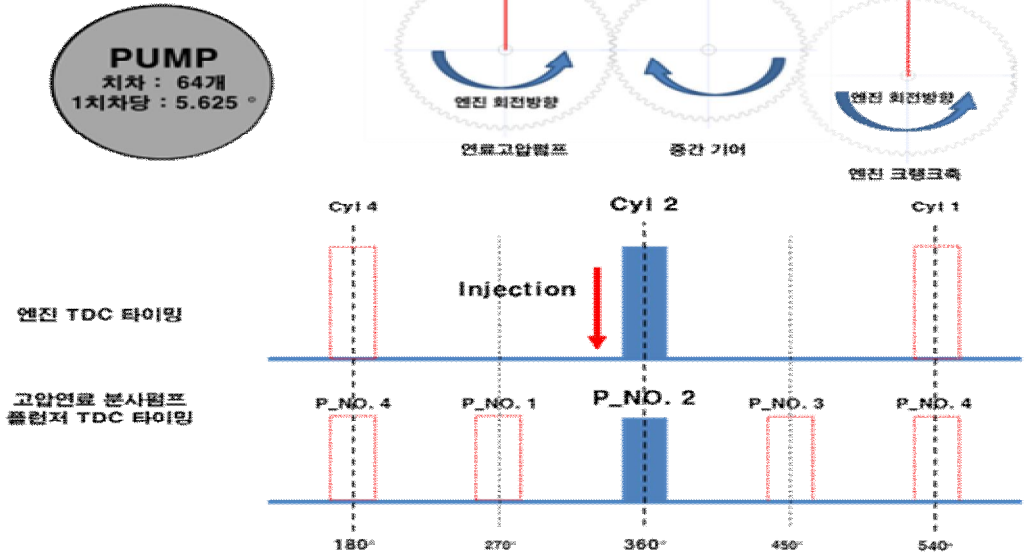 PUMP
치차 : 64개
1치차당 : 5.625 °
엔진 회전방향
엔진 회전방향
연료고압펌프
중간 기어
엔진 크랭크축
Cyl 4
Cyl 2
Cyl 1
Injection
엔진 TDC 타이밍
고압연료 분사펌프
플런저 TDC 타이밍
P_NO. 4
P_NO. 1
P_NO. 2
P_NO. 3
P_NO. 4
180°
270°
360°
450°
540°